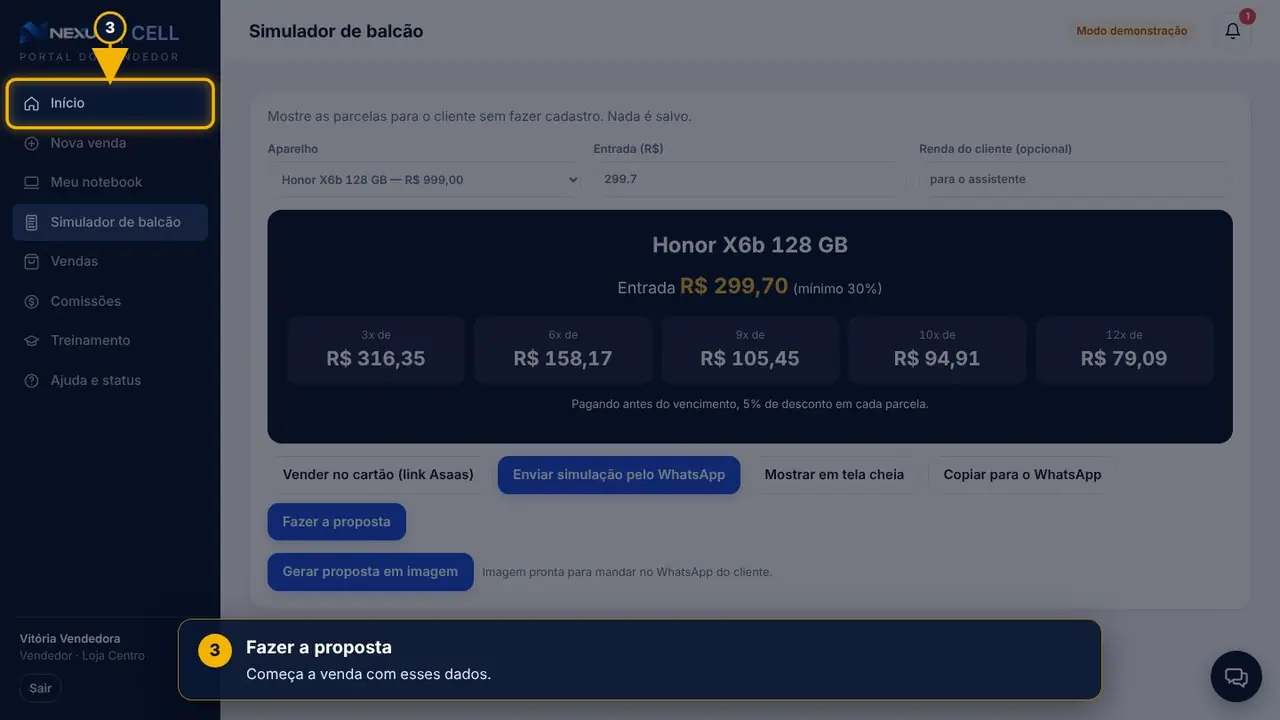 3
CELL
Início
Nova venda
Meu notebook
Simulador de balcão
Vendas
Comissões
Treinamento
Ajuda e status
Vitória Vendedora
Vendedor · Loja Centro
Sair
Simulador de balcão
Modo demonstração
1
Mostre as parcelas para o cliente sem fazer cadastro. Nada é salvo.
Aparelho
Entrada (R$)
Renda do cliente (opcional)
Honor X6b 128 GB — R$ 999,00
299.7
para o assistente
Honor X6b 128 GB
Entrada R$ 299,70 (mínimo 30%)
3x de
R$ 316,35
6x de
R$ 158,17
9x de
R$ 105,45
10x de
R$ 94,91
12x de
R$ 79,09
Pagando antes do vencimento, 5% de desconto em cada parcela.
Vender no cartão (link Asaas)
Enviar simulação pelo WhatsApp
Mostrar em tela cheia
Copiar para o WhatsApp
Fazer a proposta
Gerar proposta em imagem
Imagem pronta para mandar no WhatsApp do cliente.
3
Fazer a proposta
Começa a venda com esses dados.